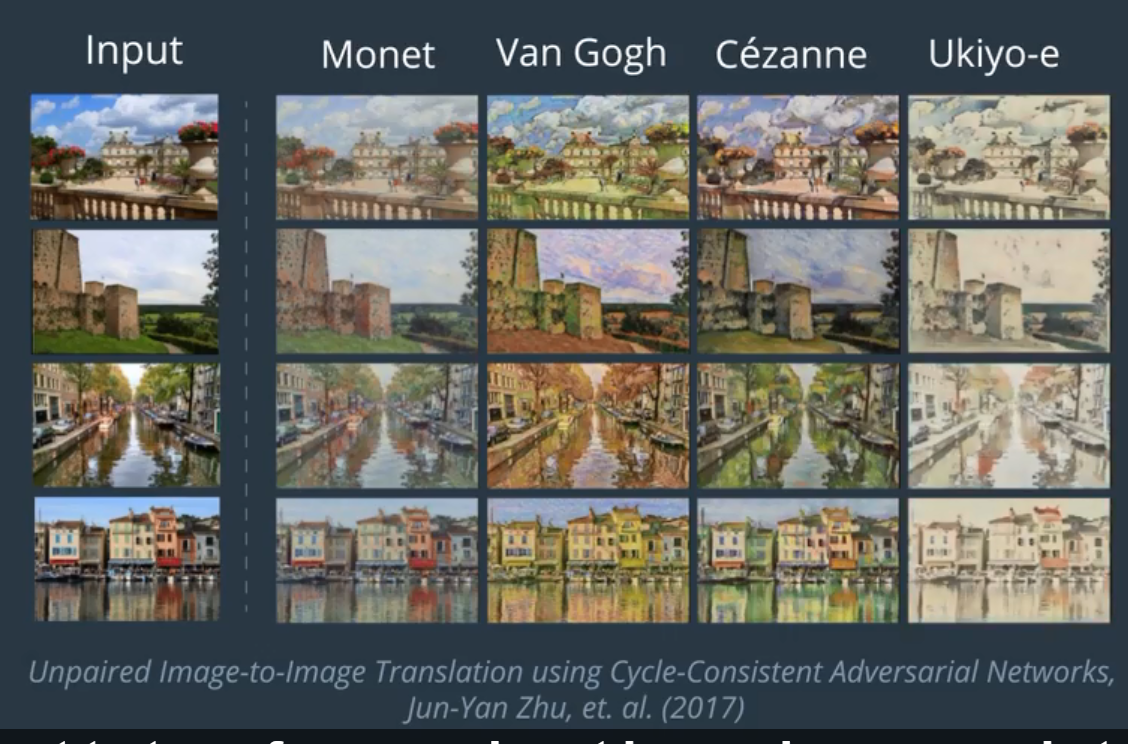 Input
Monet
Van Gogh
Cézanne
Ukiyo-e
Unpaired Image-to-Image Translation using Cycle-Consistent Adversarial Networks,
Jun-Yan Zhu, et. al. (2017)